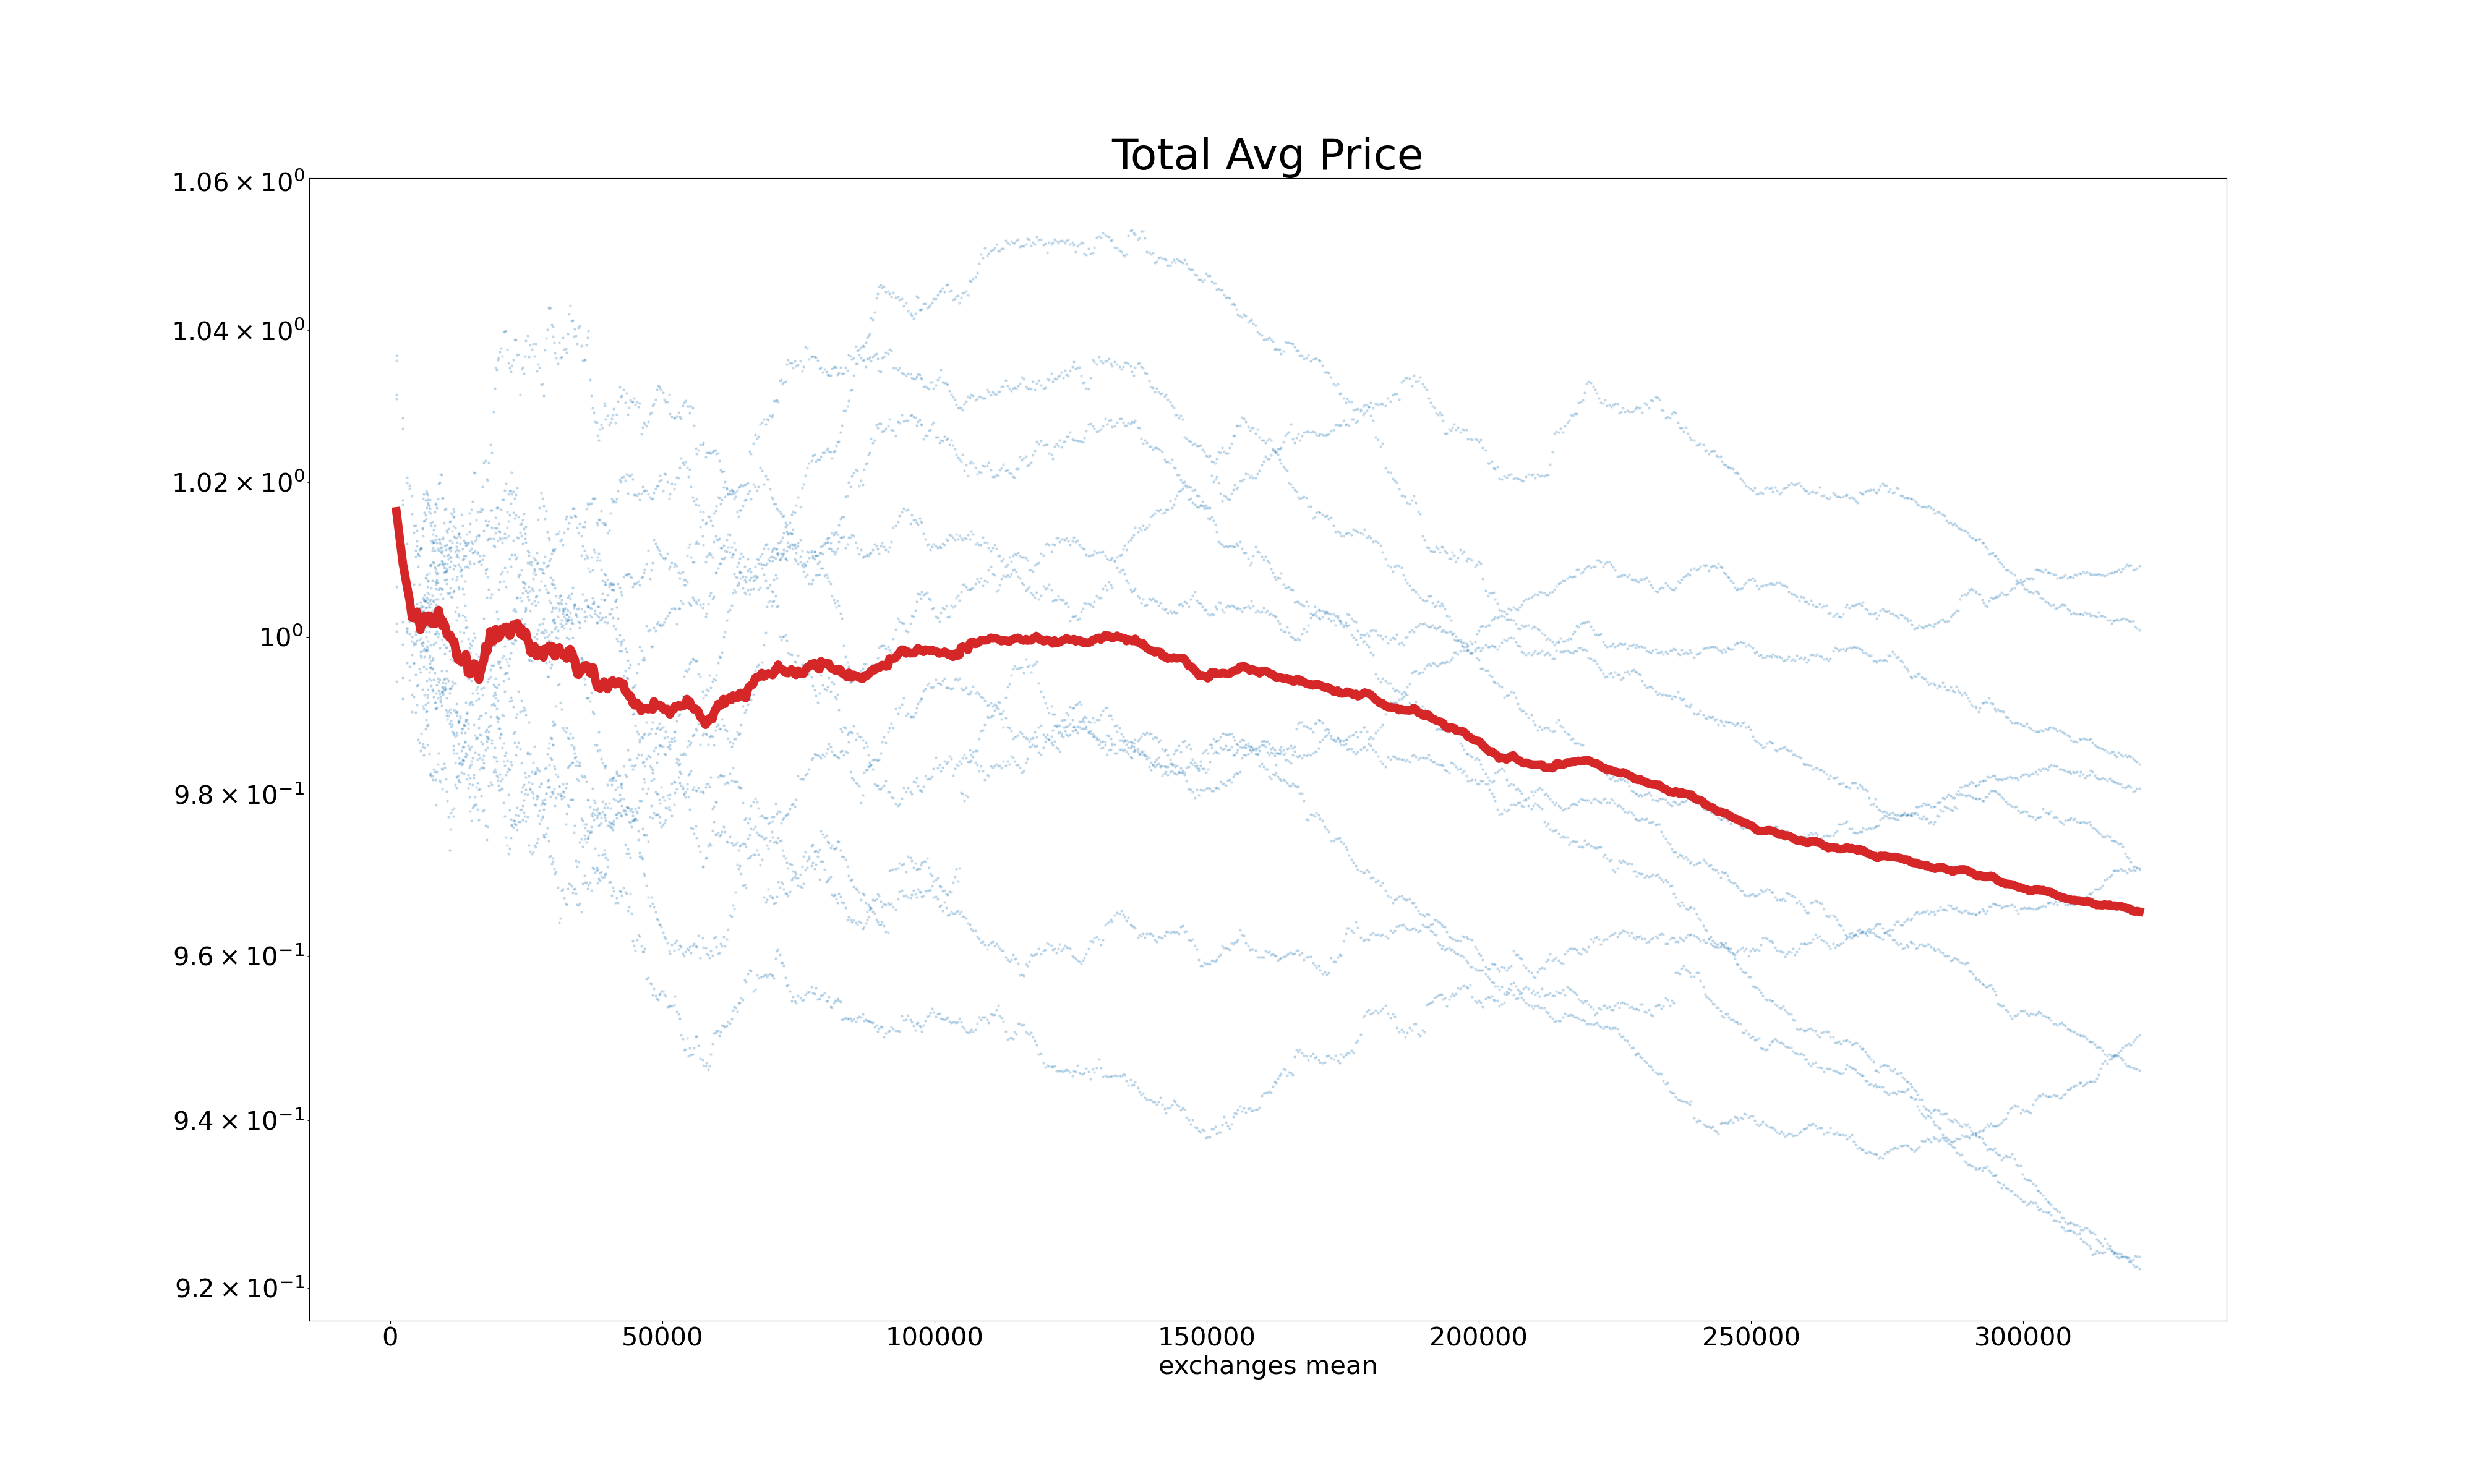 Total Avg Price
1.06 × 10⁰
1.04 × 10⁰
1.02 × 10⁰
10⁰
9.8 × 10⁻¹
9.6 × 10⁻¹
9.4 × 10⁻¹
9.2 × 10⁻¹
0 50000 100000 150000 200000 250000 300000
exchanges mean